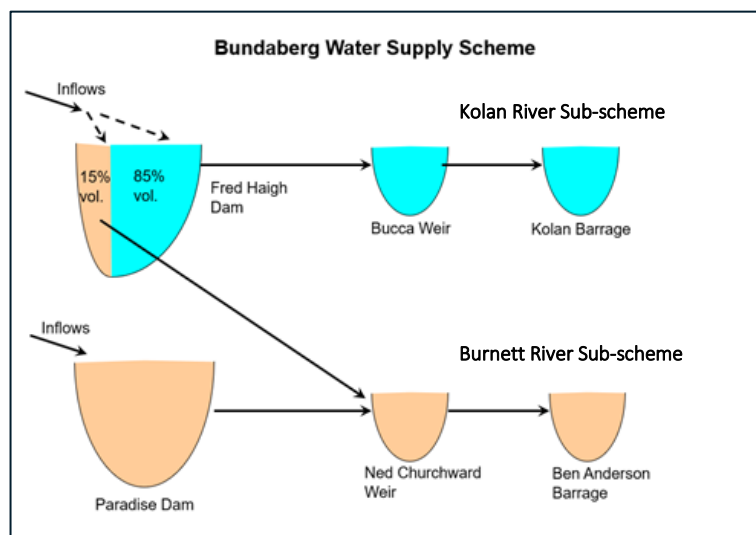 Bundaberg Water Supply Scheme
Inflows
Kolan River Sub-scheme
15%
vol.
85%
vol.
Fred Haigh
Dam
Bucca Weir
Kolan Barrage
Inflows
Burnett River Sub-scheme
Paradise Dam
Ned Churchward
Weir
Ben Anderson
Barrage